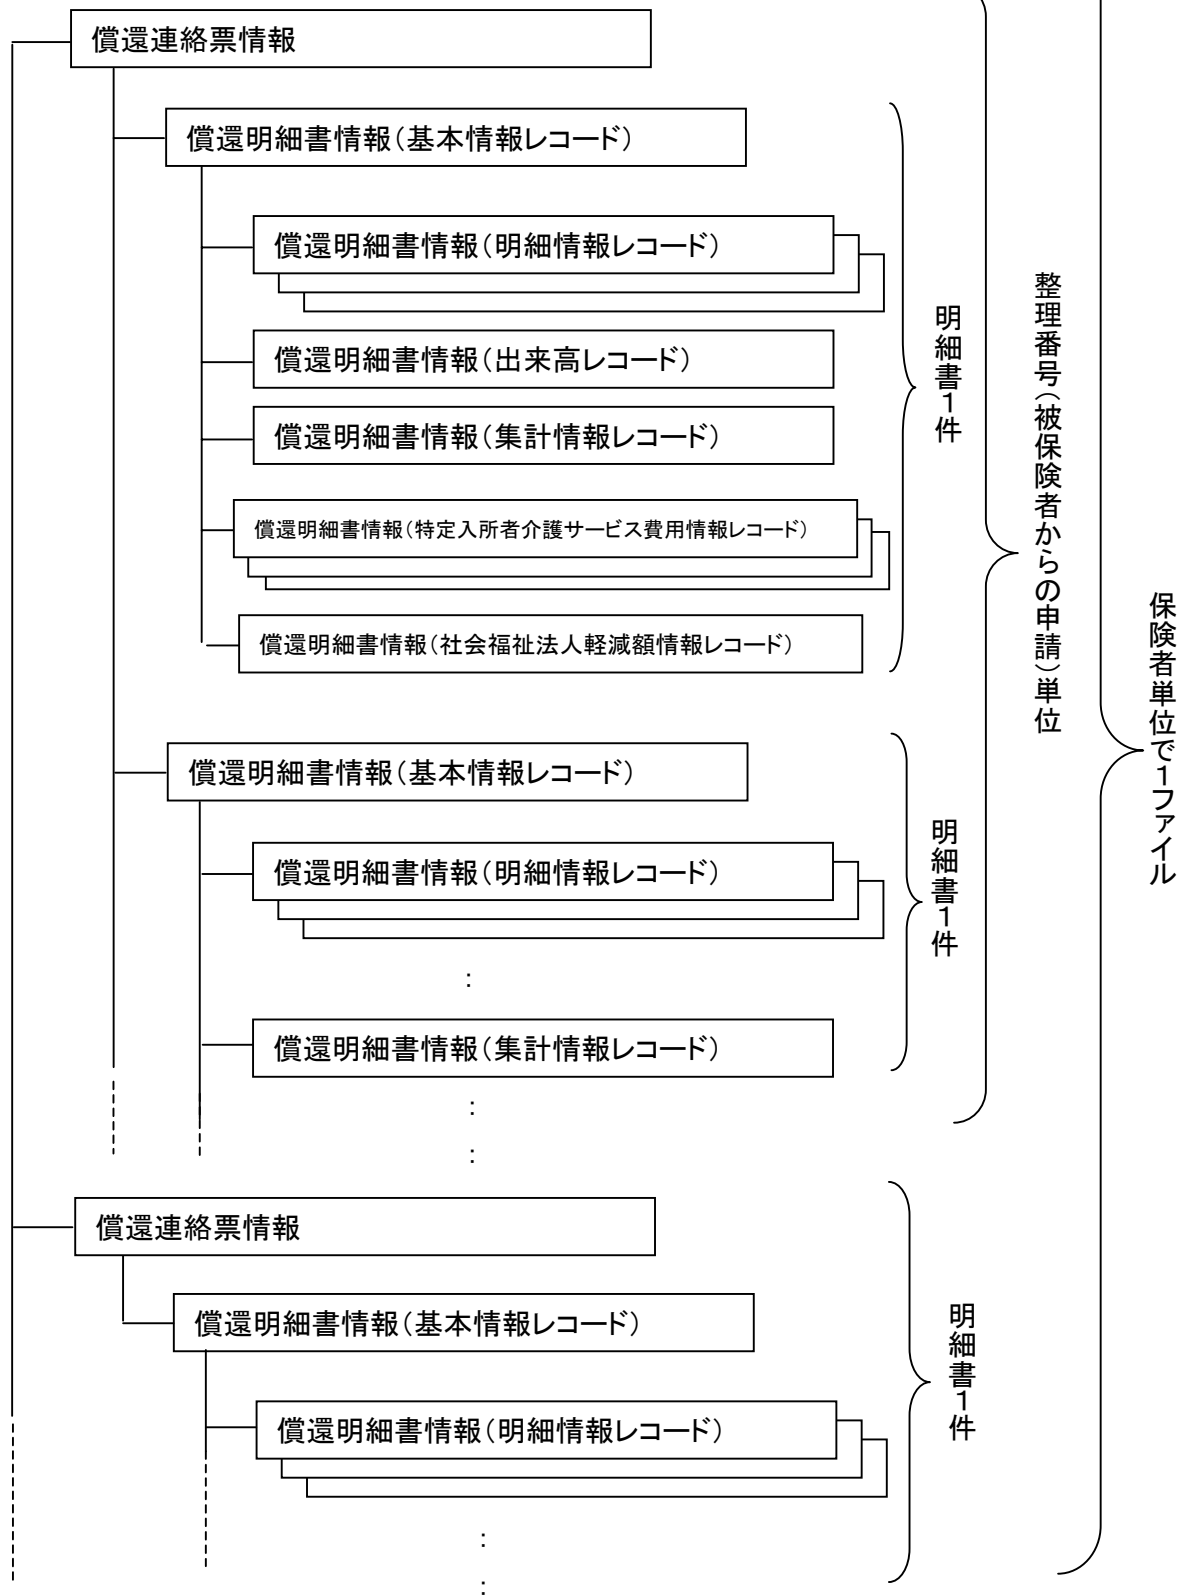 償還連絡票情報
償還明細書情報（基本情報レコード）
償還明細書情報（明細情報レコード）
償還明細書情報（出来高レコード）
償還明細書情報（集計情報レコード）
償還明細書情報（特定入所者介護サービス費用情報レコード）
償還明細書情報（社会福祉法人軽減額情報レコード）
明細書１件
償還明細書情報（基本情報レコード）
償還明細書情報（明細情報レコード）
：
償還明細書情報（集計情報レコード）
：
：
明細書１件
整理番号（被保険者からの申請）単位
償還連絡票情報
償還明細書情報（基本情報レコード）
償還明細書情報（明細情報レコード）
：
：
明細書１件
保険者単位で１ファイル